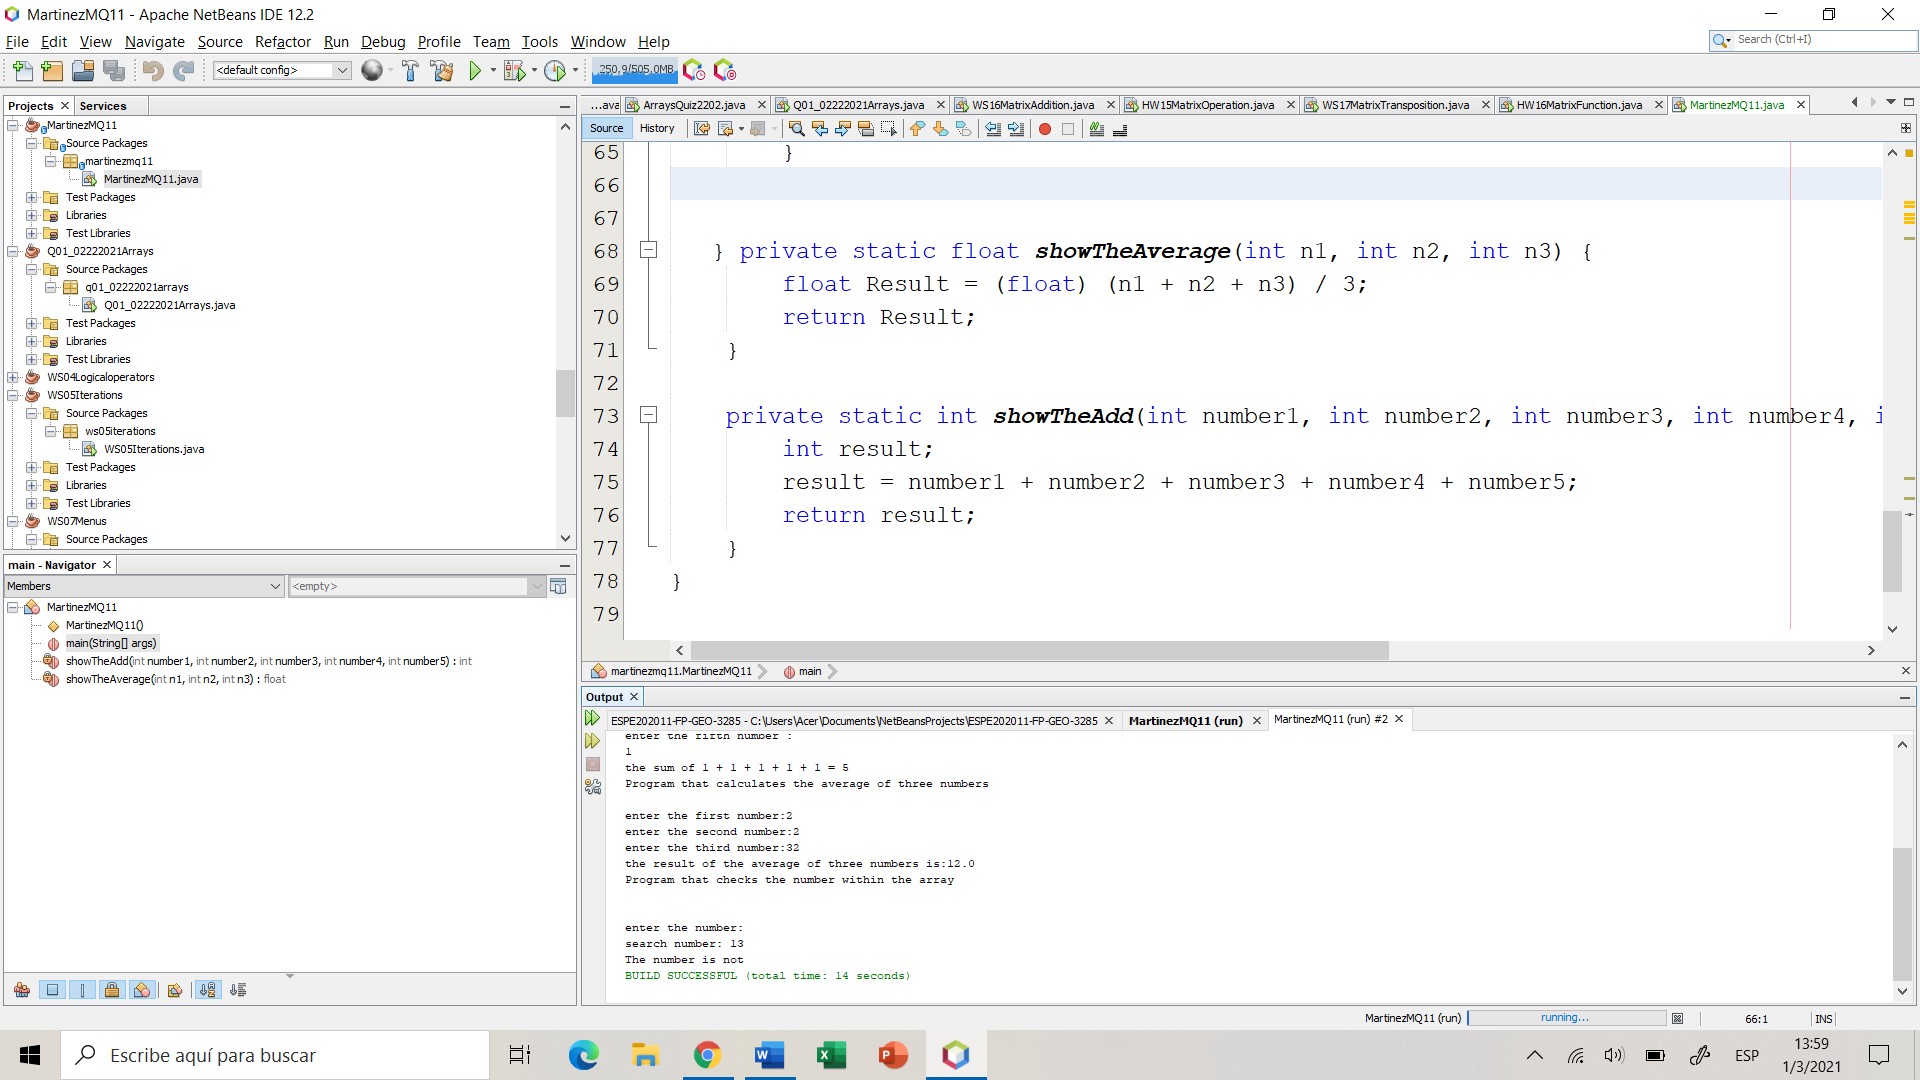 MartinezMQ11 - Apache NetBeans IDE 12.2
File Edit View Navigate Source Refactor Run Debug Profile Team Tools Window Help
Search (Ctrl+I)
<default config>
250,9/505,0MB
Projects
Services
MartinezMQ11
Source Packages
martinezmq11
MartinezMQ11.java
Test Packages
Libraries
Test Libraries
Q01_02222021Arrays
Source Packages
q01_02222021arrays
Q01_02222021Arrays.java
Test Packages
Libraries
Test Libraries
WS04Logicaloperators
WS05Iterations
Source Packages
ws05iterations
WS05Iterations.java
Test Packages
Libraries
Test Libraries
WS07Menus
Source Packages
main - Navigator
Members
<empty>
MartinezMQ11
MartinezMQ11()
main(String[] args)
showTheAdd(int number1, int number2, int number3, int number4, int number5) : int
showTheAverage(int n1, int n2, int n3) : float
...ava ArraysQuiz2202.java Q01_02222021Arrays.java WS16MatrixAddition.java HW15MatrixOperation.java WS17MatrixTransposition.java HW16MatrixFunction.java MartinezMQ11.java
Source History
65 }
66
67
68 } private static float showTheAverage(int n1, int n2, int n3) {
69 float Result = (float) (n1 + n2 + n3) / 3;
70 return Result;
71 }
72
73 private static int showTheAdd(int number1, int number2, int number3, int number4, i
74 int result;
75 result = number1 + number2 + number3 + number4 + number5;
76 return result;
77 }
78 }
79
martinezmq11.MartinezMQ11
main
Output
ESPE202011-FP-GEO-3285 - C:\Users\Acer\Documents\NetBeansProjects\ESPE202011-FP-GEO-3285 MartinezMQ11 (run) MartinezMQ11 (run) #2
enter the fifth number :
1
the sum of 1 + 1 + 1 + 1 + 1 = 5
Program that calculates the average of three numbers
enter the first number:2
enter the second number:2
enter the third number:32
the result of the average of three numbers is:12.0
Program that checks the number within the array
enter the number:
search number: 13
The number is not
BUILD SUCCESSFUL (total time: 14 seconds)
MartinezMQ11 (run) running... 66:1 INS
Escribe aquí para buscar
ESP
13:59
1/3/2021